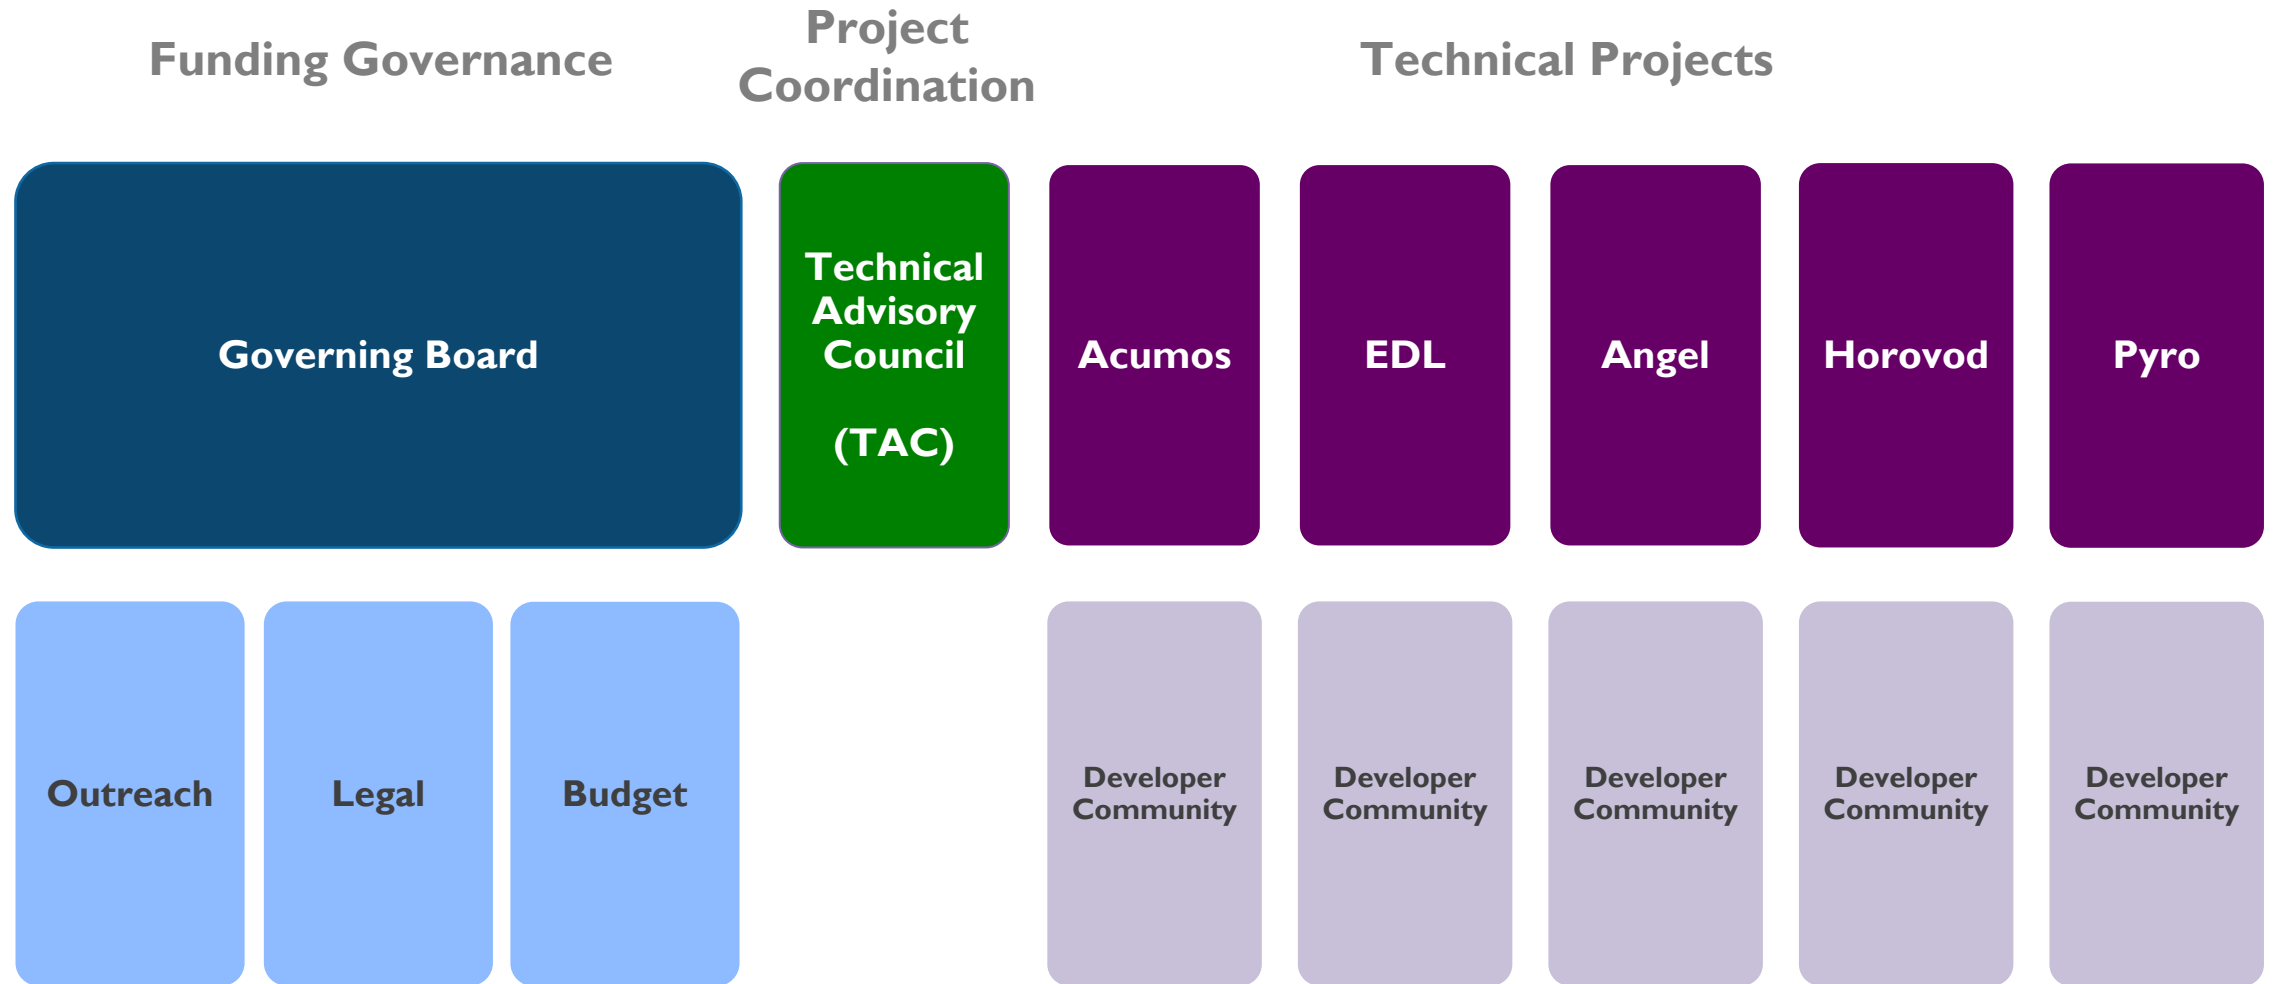 Funding Governance
Project
Coordination
Technical Projects
Governing Board
Technical
Advisory
Council
(TAC)
Acumos
EDL
Angel
Horovod
Pyro
Outreach
Legal
Budget
Developer
Community
Developer
Community
Developer
Community
Developer
Community
Developer
Community